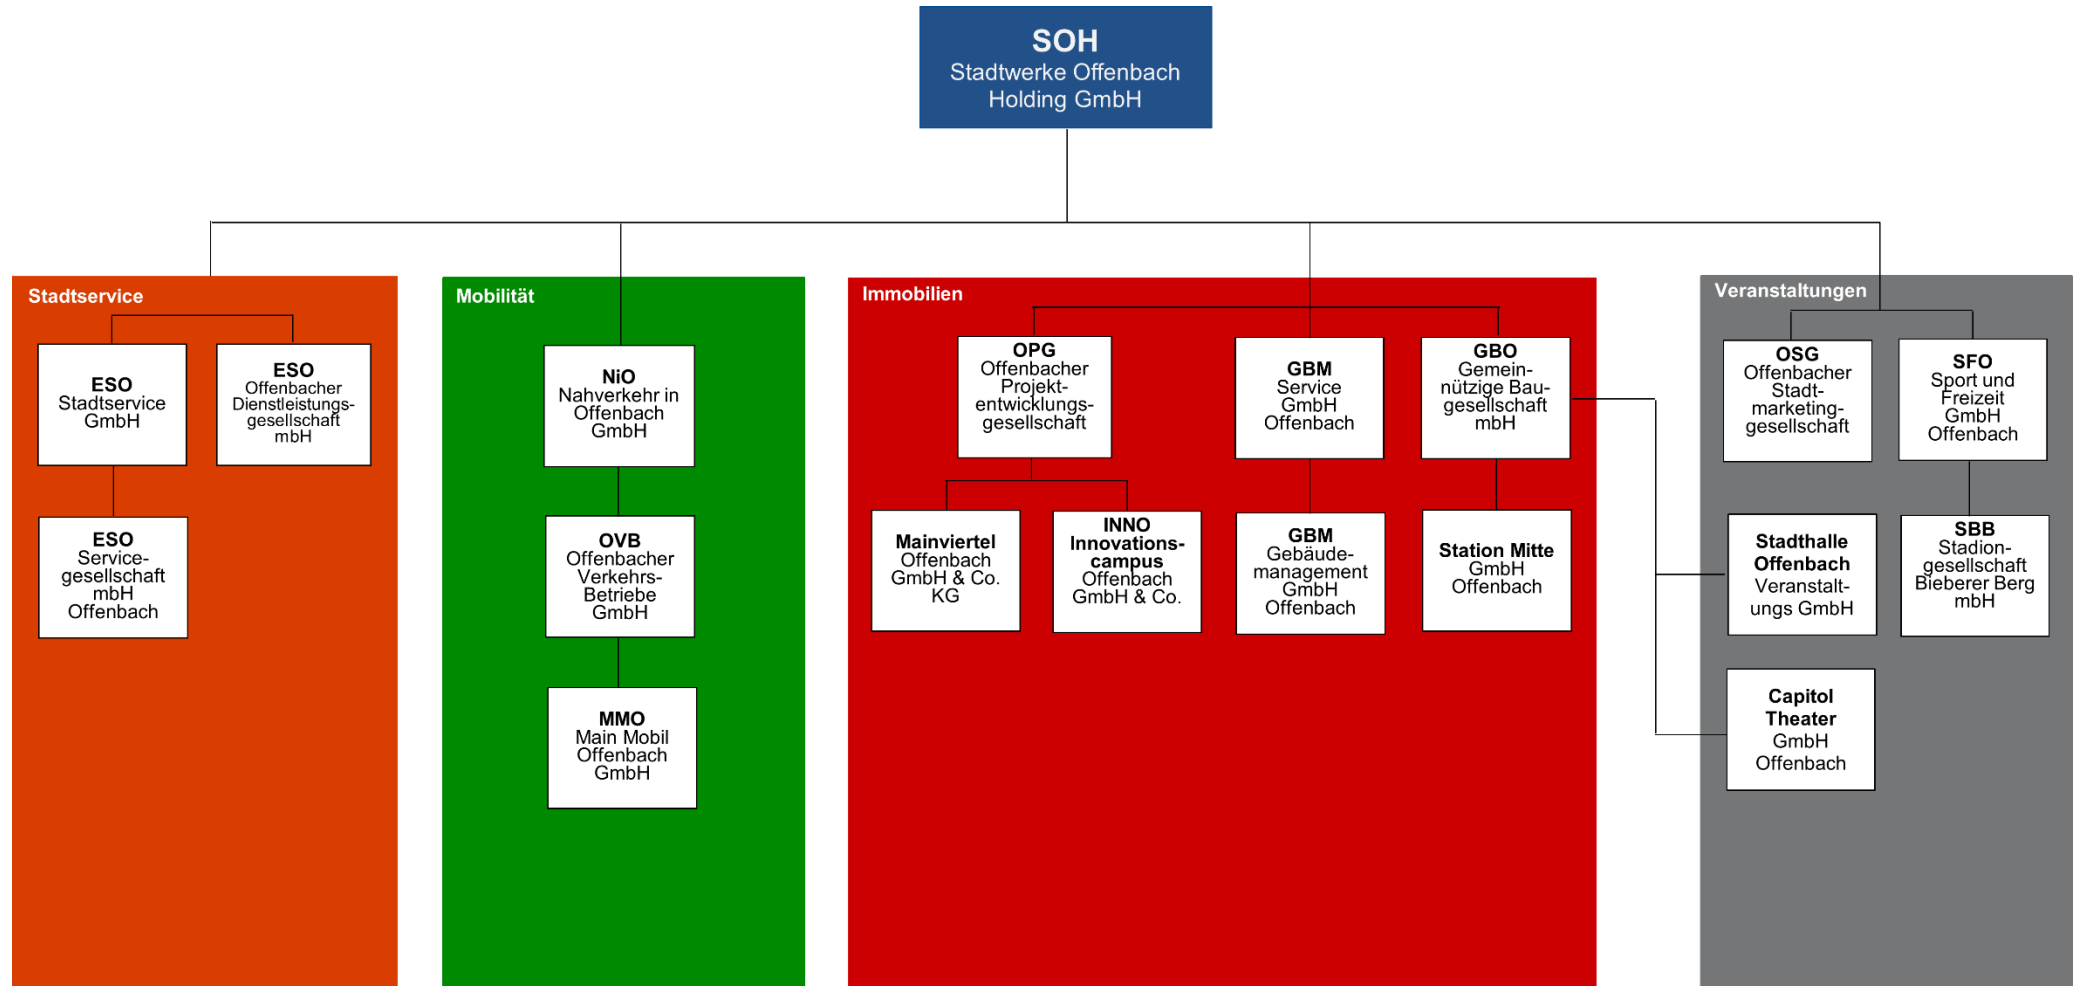 SOH
Stadtwerke Offenbach
Holding GmbH
Stadtservice
ESO
Stadtservice
GmbH
ESO
Offenbacher
Dienstleistungs-
gesellschaft
mbH
ESO
Service-
gesellschaft
mbH
Offenbach
Mobilität
NiO
Nahverkehr in
Offenbach
GmbH
OVB
Offenbacher
Verkehrs-
Betriebe
GmbH
MMO
Main Mobil
Offenbach
GmbH
Immobilien
OPG
Offenbacher
Projekt-
entwicklungs-
gesellschaft
GBM
Service
GmbH
Offenbach
GBO
Gemein-
nützige Bau-
gesellschaft
mbH
Mainviertel
Offenbach
GmbH & Co.
KG
INNO
Innovations-
campus
Offenbach
GmbH & Co.
GBM
Gebäude-
management
GmbH
Offenbach
Station Mitte
GmbH
Offenbach
Veranstaltungen
OSG
Offenbacher
Stadt-
marketing-
gesellschaft
SFO
Sport und
Freizeit
GmbH
Offenbach
Stadthalle
Offenbach
Veranstalt-
ungs GmbH
SBB
Stadion-
gesellschaft
Bieberer Berg
mbH
Capitol
Theater
GmbH
Offenbach